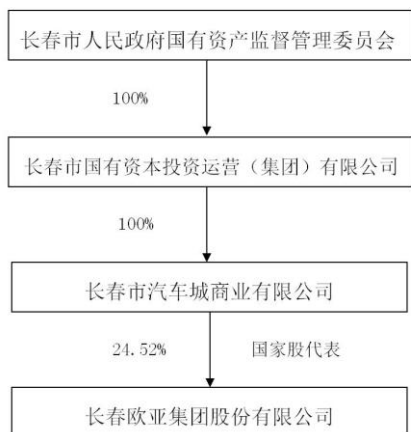 长春市人民政府国有资产监督管理委员会
100%
长春市国有资本投资运营（集团）有限公司
100%
长春市汽车城商业有限公司
24.52% 国家股代表
长春欧亚集团股份有限公司